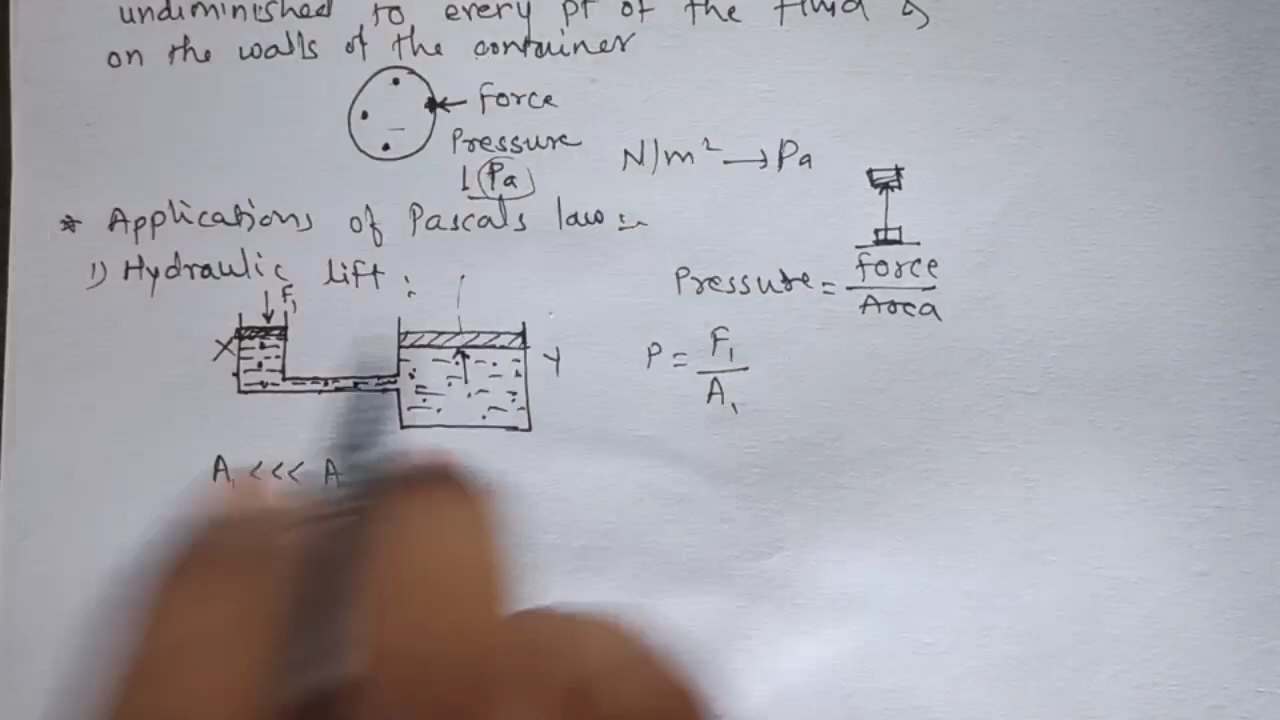 undiminished to every pt of the fluid &
on the walls of the container
Force
Pressure
N/m² → Pa
1 Pa
* Applications of Pascals law :-
1) Hydraulic lift :
Pressure = Force / Area
F₁
X
Y
P = F₁ / A₁
A₁ <<< A